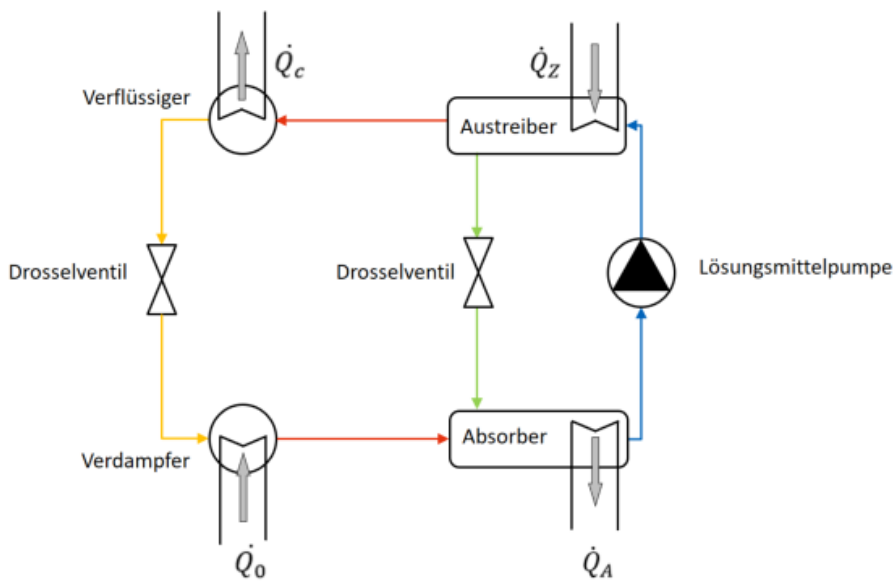 Q̇c
Q̇Z
Verflüssiger
Austreiber
Drosselventil
Drosselventil
Lösungsmittelpumpe
Absorber
Verdampfer
Q̇0
Q̇A